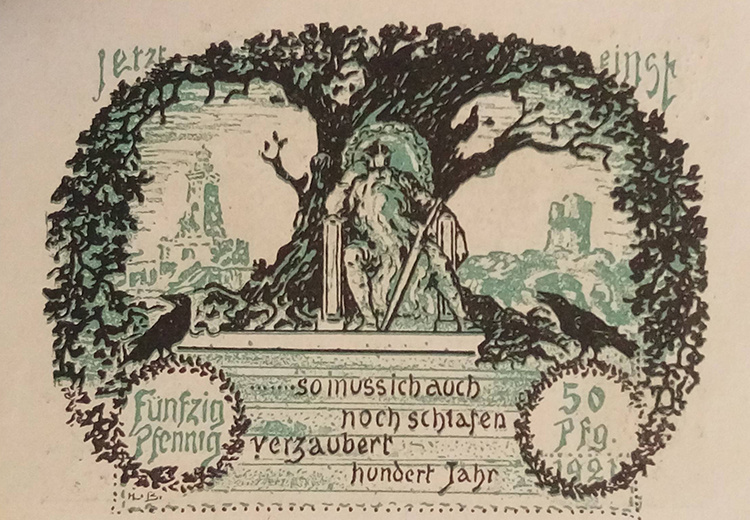 Jetzt
einst
......so muss ich auch
noch schlafen
verzaubert
hundert Jahr
Fünfzig
Pfennig
50
Pfg.
1921
H.B.